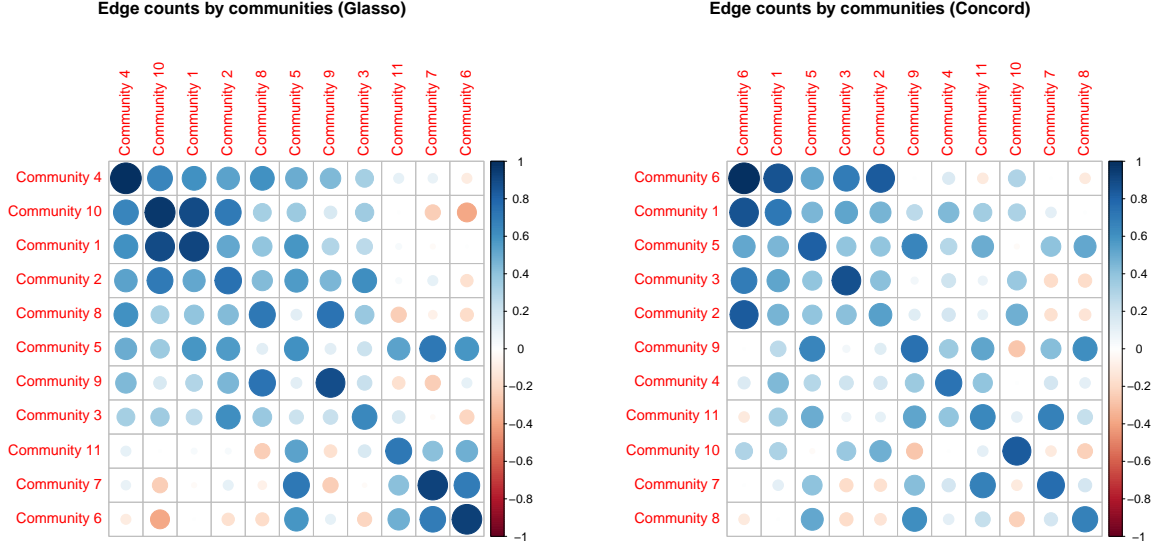 Edge counts by communities (Glasso)
Community 4
Community 10
Community 1
Community 2
Community 8
Community 5
Community 9
Community 3
Community 11
Community 7
Community 6
Community 4
Community 10
Community 1
Community 2
Community 8
Community 5
Community 9
Community 3
Community 11
Community 7
Community 6
1
0.8
0.6
0.4
0.2
0
−0.2
−0.4
−0.6
−0.8
−1
Edge counts by communities (Concord)
Community 6
Community 1
Community 5
Community 3
Community 2
Community 9
Community 4
Community 11
Community 10
Community 7
Community 8
Community 6
Community 1
Community 5
Community 3
Community 2
Community 9
Community 4
Community 11
Community 10
Community 7
Community 8
1
0.8
0.6
0.4
0.2
0
−0.2
−0.4
−0.6
−0.8
−1